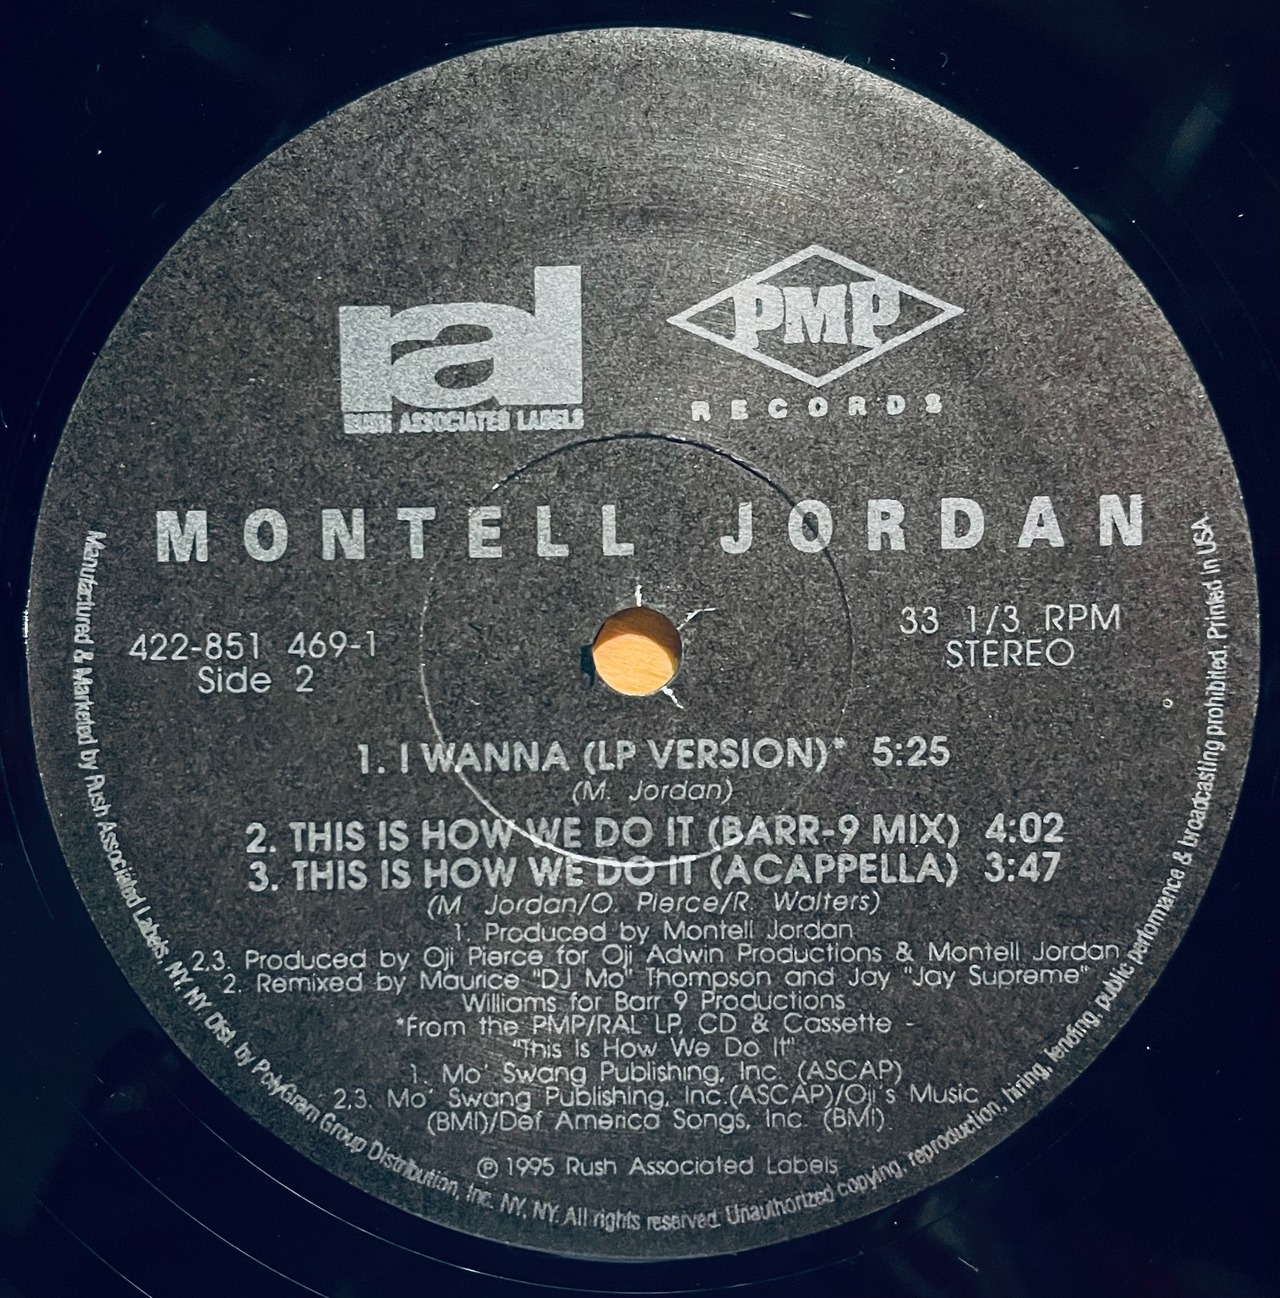 ral
RUSH ASSOCIATED LABELS
PMP
RECORDS
MONTELL JORDAN
422-851 469-1
Side 2
33 1/3 RPM
STEREO
1. I WANNA (LP VERSION)* 5:25
(M. Jordan)
2. THIS IS HOW WE DO IT (BARR-9 MIX) 4:02
3. THIS IS HOW WE DO IT (ACAPPELLA) 3:47
(M. Jordan/O. Pierce/R. Walters)
1. Produced by Montell Jordan
2,3. Produced by Oji Pierce for Oji Adwin Productions & Montell Jordan
2. Remixed by Maurice "DJ Mo" Thompson and Jay "Jay Supreme"
Williams for Barr 9 Productions
*From the PMP/RAL LP, CD & Cassette -
"This Is How We Do It"
1. Mo' Swang Publishing, Inc. (ASCAP)
2,3. Mo' Swang Publishing, Inc.(ASCAP)/Oji's Music
(BMI)/Def America Songs, Inc. (BMI).
℗ 1995 Rush Associated Labels
Manufactured & Marketed by Rush Associated Labels, NY, NY. Dist. by PolyGram Group Distribution, Inc. NY, NY. All rights reserved. Unauthorized copying, reproduction, hiring, lending, public performance & broadcasting prohibited. Printed in USA.